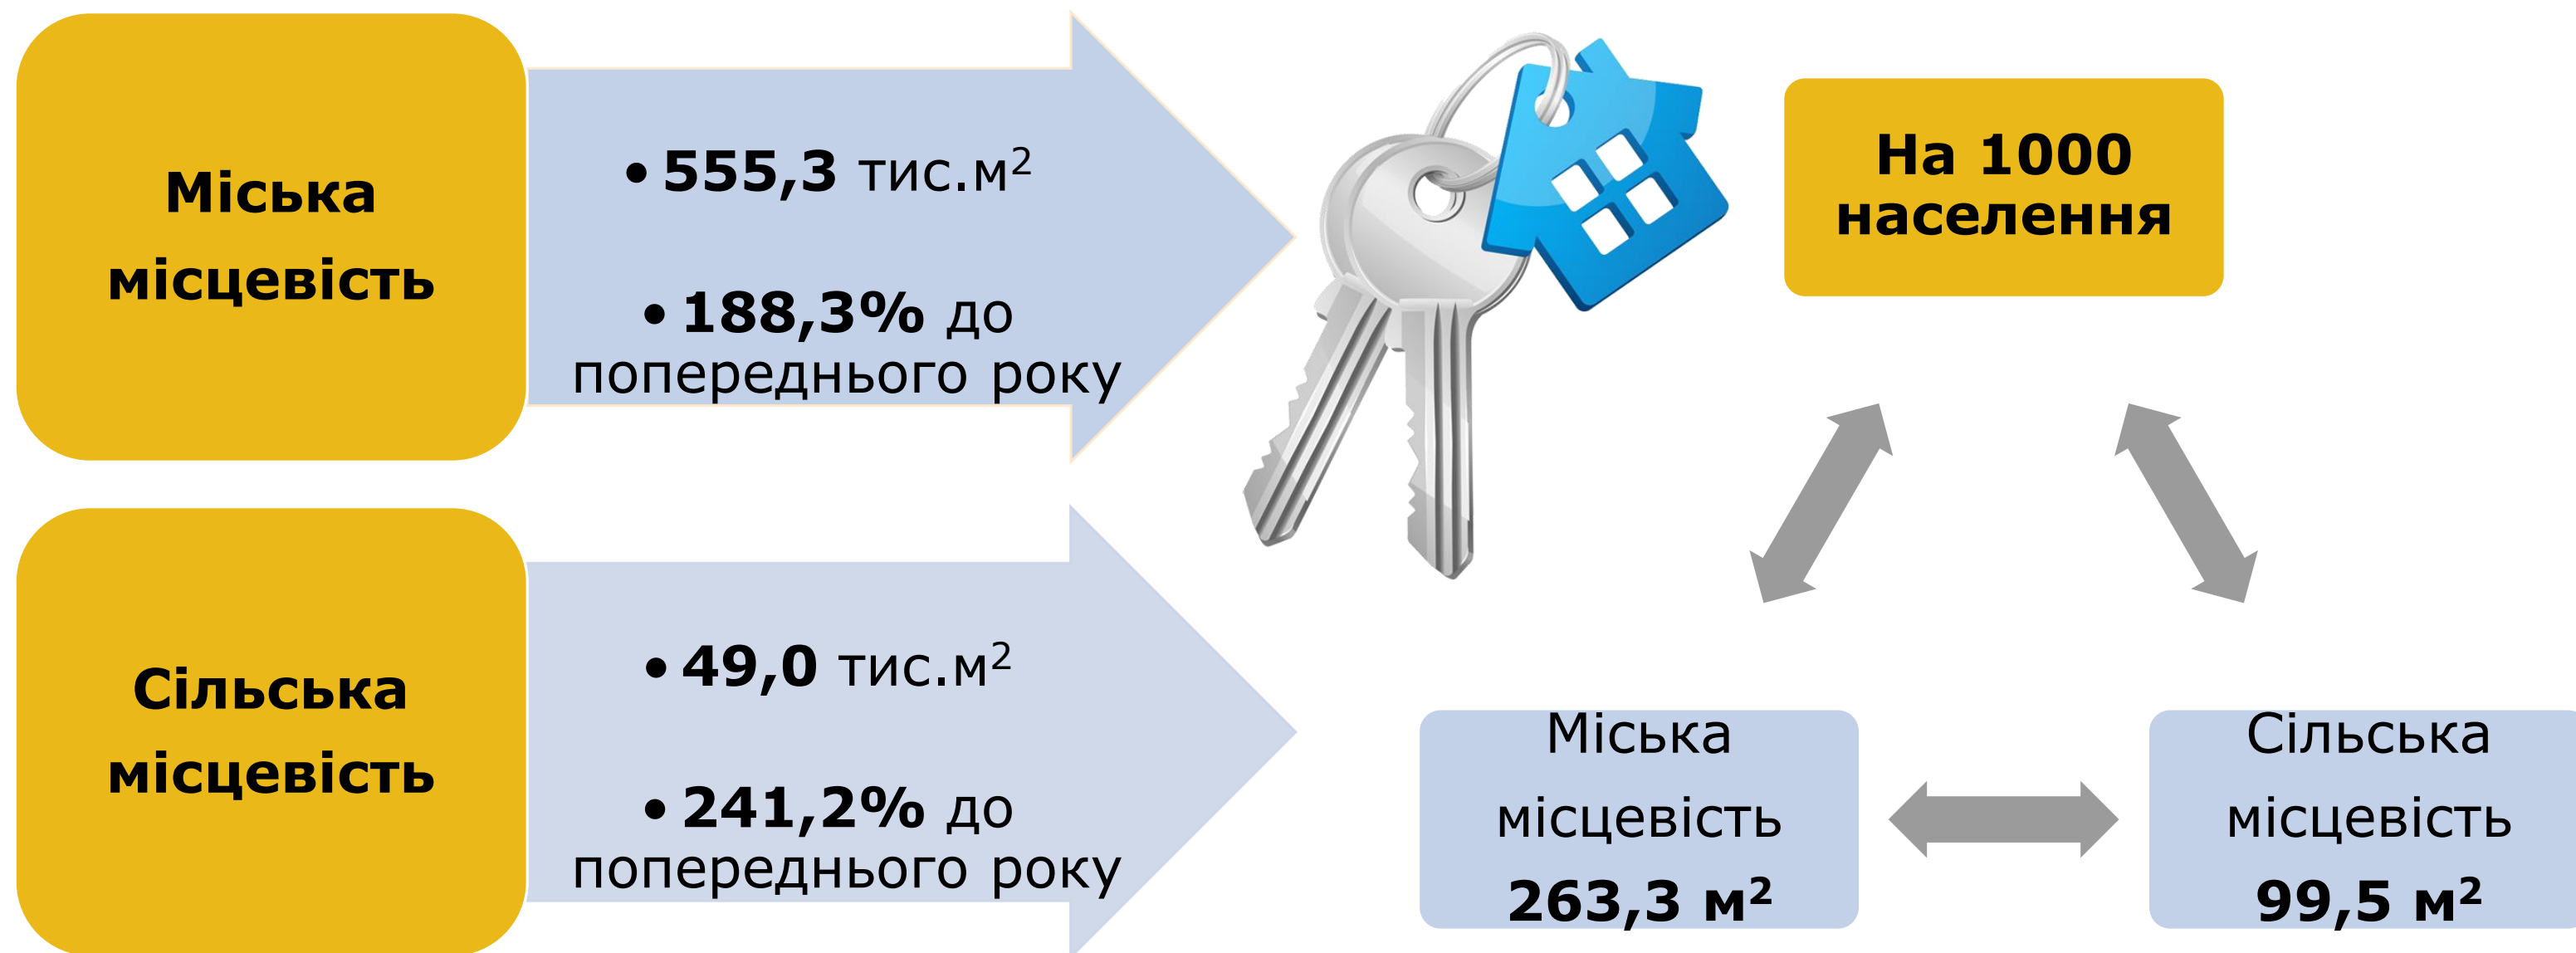 Міська
місцевість
• 555,3 тис.м²
• 188,3% до
попереднього року
Сільська
місцевість
• 49,0 тис.м²
• 241,2% до
попереднього року
На 1000
населення
Міська
місцевість
263,3 м²
Сільська
місцевість
99,5 м²